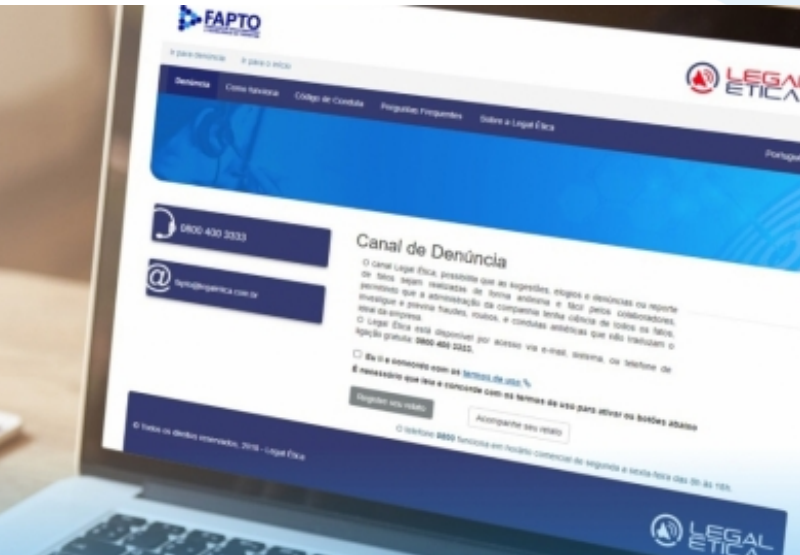 FAPTO
LEGAL
ETICA
Ir para denúncia Ir para o início
Denúncia Como funciona Código de Conduta Perguntas Frequentes Sobre a Legal Ética
Portuguê
0800 400 3333
@
Canal de Denúncia
O canal Legal Ética, possibilita que as sugestões, elogios e denúncias ou reporte
de fatos sejam realizadas de forma anônima e fácil pelos colaboradores,
permitindo que a administração da companhia tenha ciência de todos os fatos,
investigue e previna fraudes, roubos, e condutas antiéticas que não traduzam o
ideal da empresa.
O Legal Ética está disponível por acesso via e-mail, sistema, ou telefone de
ligação gratuita: 0800 400 3333.
Eu li e concordo com os termos de uso
É necessário que leia e concorde com os termos de uso para ativar os botões abaixo
Registre seu relato
Acompanhe seu relato
O telefone 0800 funciona em horário comercial de segunda a sexta-feira das 8h às 18h.
© Todos os direitos reservados, 2019 - Legal Ética
LEGAL
ETICA